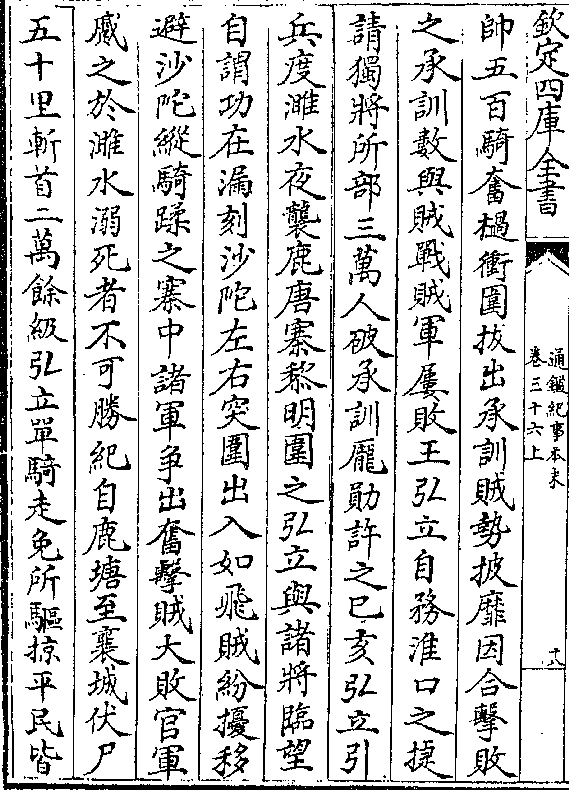 欽定四庫全書
通鑑紀事本末
卷三十六上
十八
帥五百騎奮檛衝圍拔出承訓賊勢披靡因合擊敗
之承訓數與賊戰賊軍屢敗王弘立自矜淮口之捷
請獨將所部三萬人破承訓龎勛許之已亥弘立引
兵度濉水夜襲鹿唐寨黎明圍之弘立與諸將臨望
自謂功在漏刻沙陀左右突圍出入如飛賊紛擾移
避沙陀縱騎蹂之寨中諸軍爭出奮擊賊大敗官軍
蹙之於濉水溺死者不可勝紀自鹿塘至襄城伏尸
五十里斬首二萬餘級弘立單騎走免所驅掠平民皆